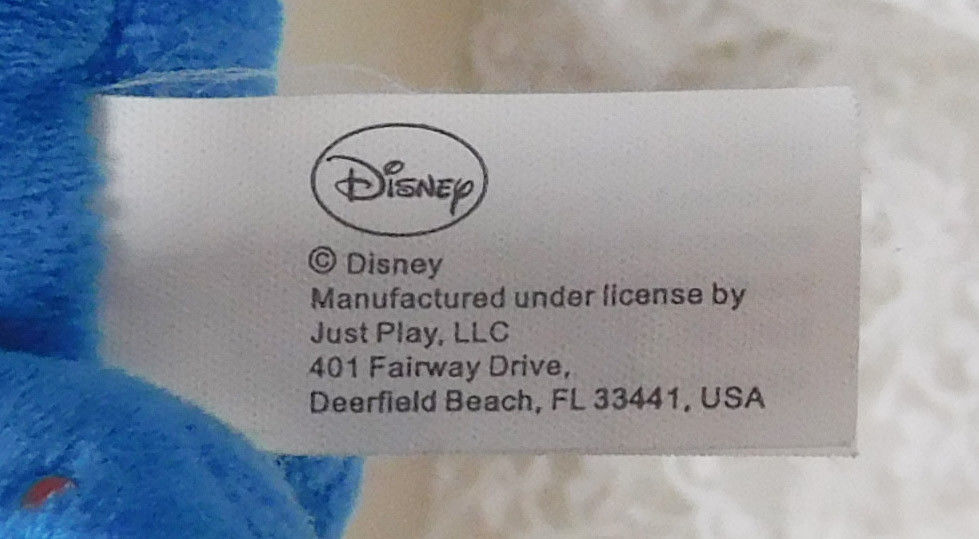 Disney
© Disney
Manufactured under license by
Just Play, LLC
401 Fairway Drive,
Deerfield Beach, FL 33441, USA